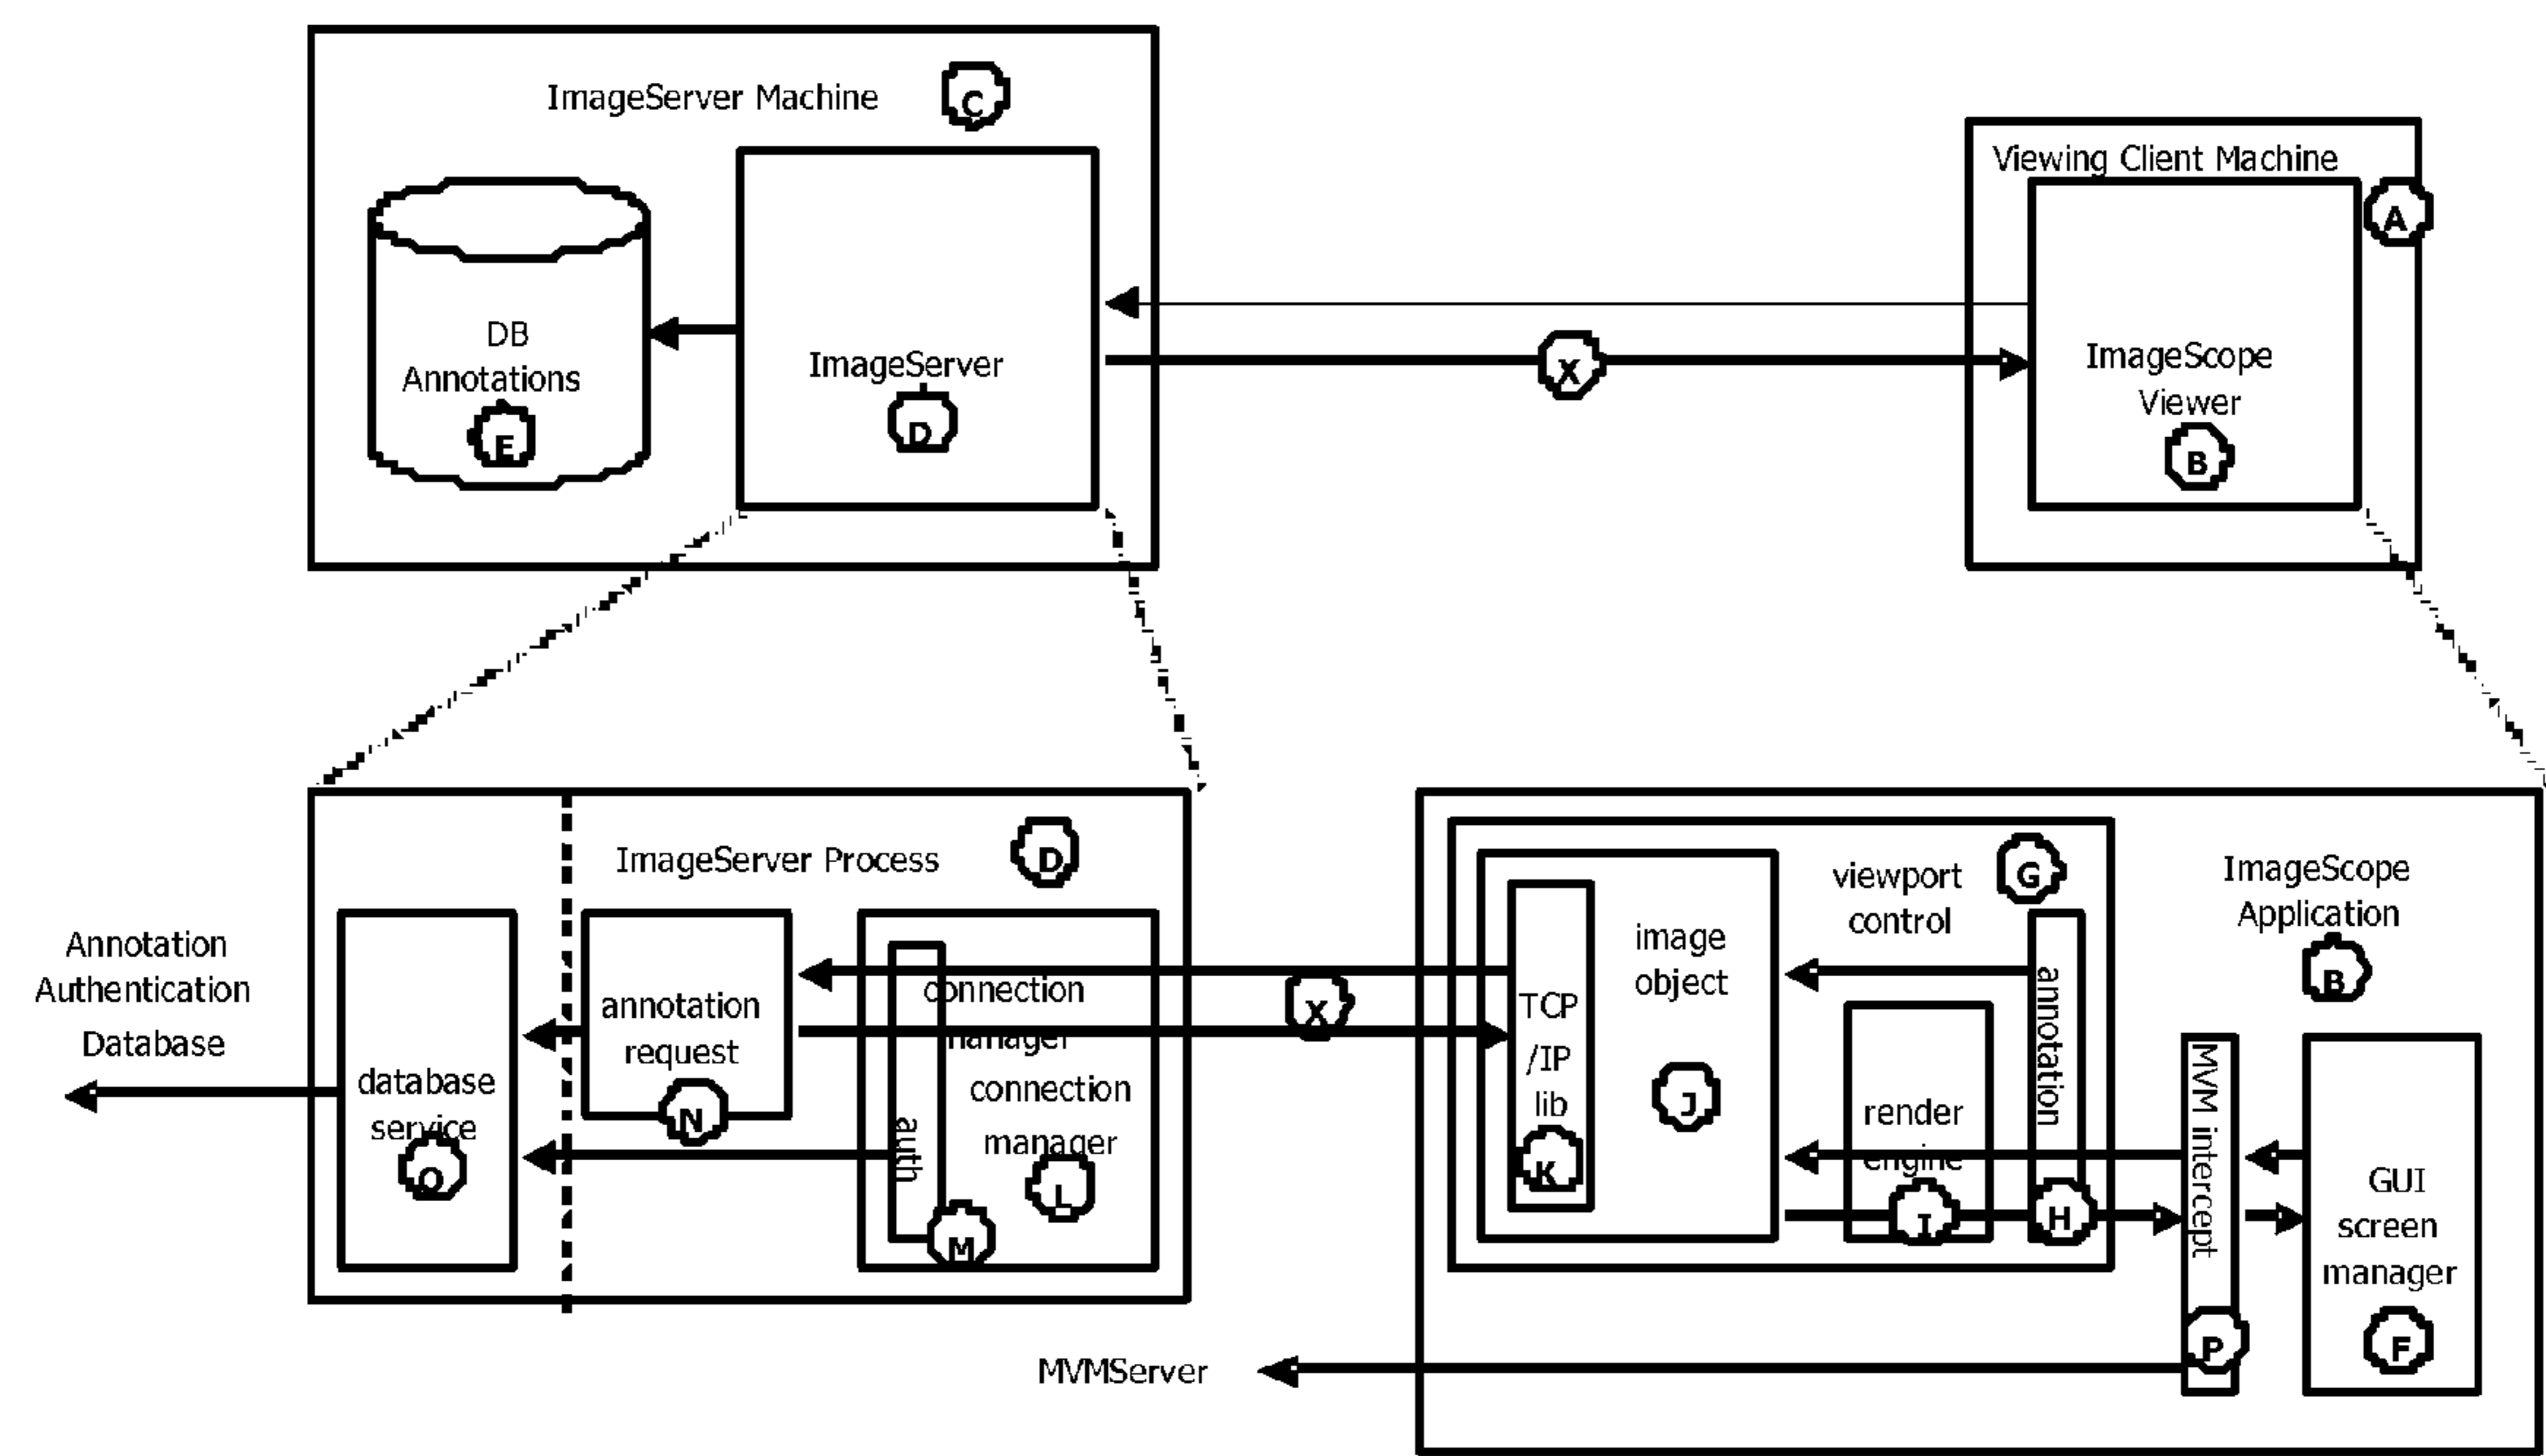 ImageServer Machine
C
Viewing Client Machine
A
DB
Annotations
E
ImageServer
D
X
ImageScope
Viewer
B
ImageServer Process
D
Annotation
Authentication
Database
database
service
O
annotation
request
N
connection
manager
connection
manager
L
auth
M
X
TCP
/IP
lib
K
image
object
J
viewport
control
G
render
engine
I
annotation
H
ImageScope
Application
B
MVM intercept
P
GUI
screen
manager
F
MVMServer